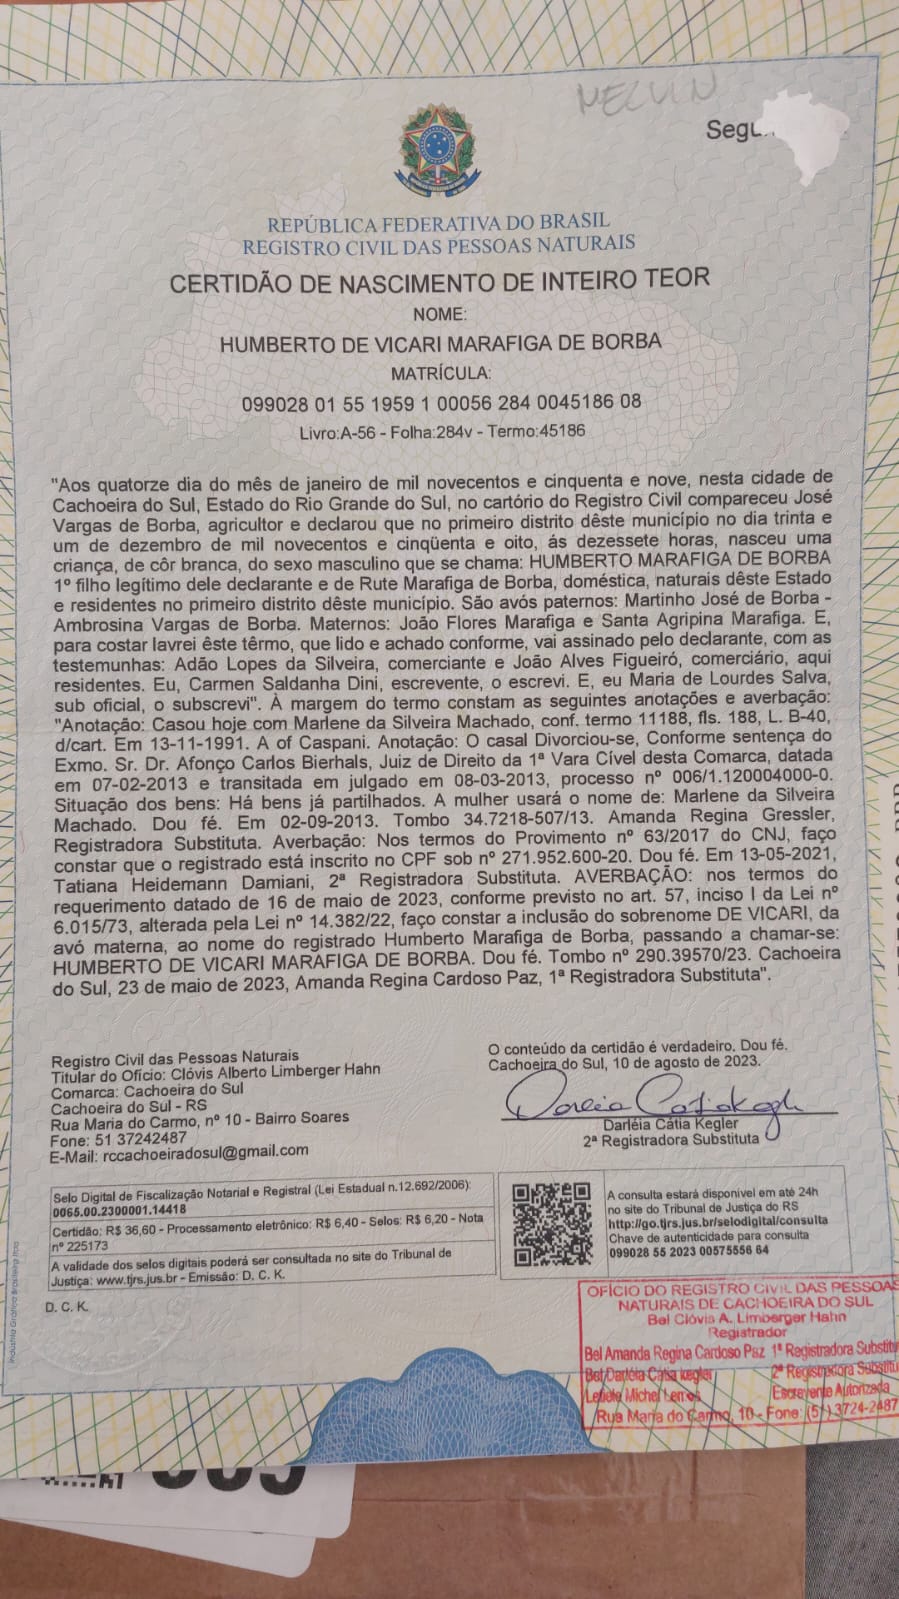 MELVIN
Segu
REPÚBLICA FEDERATIVA DO BRASIL
REGISTRO CIVIL DAS PESSOAS NATURAIS
CERTIDÃO DE NASCIMENTO DE INTEIRO TEOR
NOME:
HUMBERTO DE VICARI MARAFIGA DE BORBA
MATRÍCULA:
099028 01 55 1959 1 00056 284 0045186 08
Livro:A-56 - Folha:284v - Termo:45186
"Aos quatorze dia do mês de janeiro de mil novecentos e cinquenta e nove, nesta cidade de
Cachoeira do Sul, Estado do Rio Grande do Sul, no cartório do Registro Civil compareceu José
Vargas de Borba, agricultor e declarou que no primeiro distrito dêste município no dia trinta e
um de dezembro de mil novecentos e cinqüenta e oito, ás dezessete horas, nasceu uma
criança, de côr branca, do sexo masculino que se chama: HUMBERTO MARAFIGA DE BORBA
1º filho legítimo dele declarante e de Rute Marafiga de Borba, doméstica, naturais dêste Estado
e residentes no primeiro distrito dêste município. São avós paternos: Martinho José de Borba -
Ambrosina Vargas de Borba. Maternos: João Flores Marafiga e Santa Agripina Marafiga. E,
para costar lavrei êste têrmo, que lido e achado conforme, vai assinado pelo declarante, com as
testemunhas: Adão Lopes da Silveira, comerciante e João Alves Figueiró, comerciário, aqui
residentes. Eu, Carmen Saldanha Dini, escrevente, o escrevi. E, eu Maria de Lourdes Salva,
sub oficial, o subscrevi". À margem do termo constam as seguintes anotações e averbação:
"Anotação: Casou hoje com Marlene da Silveira Machado, conf. termo 11188, fls. 188, L. B-40,
d/cart. Em 13-11-1991. A of Caspani. Anotação: O casal Divorciou-se, Conforme sentença do
Exmo. Sr. Dr. Afonço Carlos Bierhals, Juiz de Direito da 1ª Vara Cível desta Comarca, datada
em 07-02-2013 e transitada em julgado em 08-03-2013, processo nº 006/1.120004000-0.
Situação dos bens: Há bens já partilhados. A mulher usará o nome de: Marlene da Silveira
Machado. Dou fé. Em 02-09-2013. Tombo 34.7218-507/13. Amanda Regina Gressler,
Registradora Substituta. Averbação: Nos termos do Provimento nº 63/2017 do CNJ, faço
constar que o registrado está inscrito no CPF sob nº 271.952.600-20. Dou fé. Em 13-05-2021,
Tatiana Heidemann Damiani, 2ª Registradora Substituta. AVERBAÇÃO: nos termos do
requerimento datado de 16 de maio de 2023, conforme previsto no art. 57, inciso I da Lei nº
6.015/73, alterada pela Lei nº 14.382/22, faço constar a inclusão do sobrenome DE VICARI, da
avó materna, ao nome do registrado Humberto Marafiga de Borba, passando a chamar-se:
HUMBERTO DE VICARI MARAFIGA DE BORBA. Dou fé. Tombo nº 290.39570/23. Cachoeira
do Sul, 23 de maio de 2023, Amanda Regina Cardoso Paz, 1ª Registradora Substituta".
Registro Civil das Pessoas Naturais
Titular do Ofício: Clóvis Alberto Limberger Hahn
Comarca: Cachoeira do Sul
Cachoeira do Sul - RS
Rua Maria do Carmo, nº 10 - Bairro Soares
Fone: 51 37242487
E-Mail: rccachoeiradosul@gmail.com
O conteúdo da certidão é verdadeiro. Dou fé.
Cachoeira do Sul, 10 de agosto de 2023.
Darléia Cátia Kegler
2ª Registradora Substituta
Selo Digital de Fiscalização Notarial e Registral (Lei Estadual n.12.692/2006):
0065.00.2300001.14418
Certidão: R$ 36,60 - Processamento eletrônico: R$ 6,40 - Selos: R$ 6,20 - Nota
nº 225173
A validade dos selos digitais poderá ser consultada no site do Tribunal de
Justiça: www.tjrs.jus.br - Emissão: D. C. K.
A consulta estará disponível em até 24h
no site do Tribunal de Justiça do RS
http://go.tjrs.jus.br/selodigital/consulta
Chave de autenticidade para consulta
099028 55 2023 00575556 64
D. C. K.
OFÍCIO DO REGISTRO CIVIL DAS PESSOAS
NATURAIS DE CACHOEIRA DO SUL
Bel Clóvis A. Limberger Hahn
Registrador
Bel Amanda Regina Cardoso Paz 1ª Registradora Substitu
Bel Darléia Cátia kegler 2ª Registradora Substitu
Michel Escrevente Autorizada
Rua Maria do Carmo, 10 - Fone: (51) 3724-2487